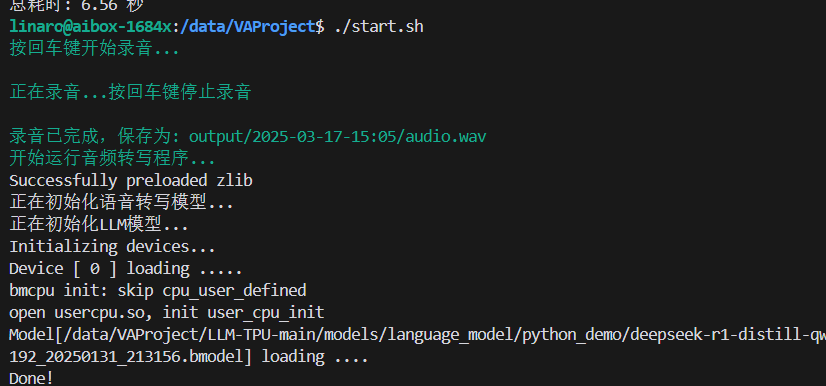 总耗时: 6.56 秒
linaro@aibox-1684x:/data/VAProject$ ./start.sh
按回车键开始录音...
正在录音...按回车键停止录音
录音已完成，保存为: output/2025-03-17-15:05/audio.wav
开始运行音频转写程序...
Successfully preloaded zlib
正在初始化语音转写模型...
正在初始化LLM模型...
Initializing devices...
Device [ 0 ] loading .....
bmcpu init: skip cpu_user_defined
open usercpu.so, init user_cpu_init
Model[/data/VAProject/LLM-TPU-main/models/language_model/python_demo/deepseek-r1-distill-qw
192_20250131_213156.bmodel] loading ....
Done!